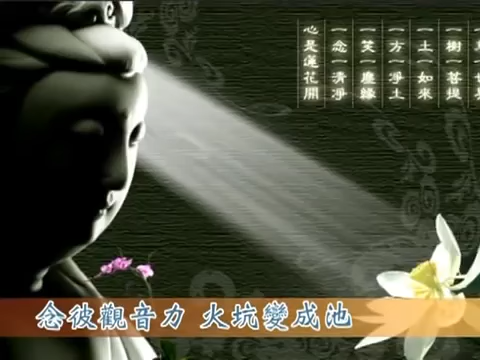 一樹一菩提
一土一如來
一方一凈土
一笑一塵緣
一念一清凈
心是蓮花開
念彼觀音力 火坑變成池